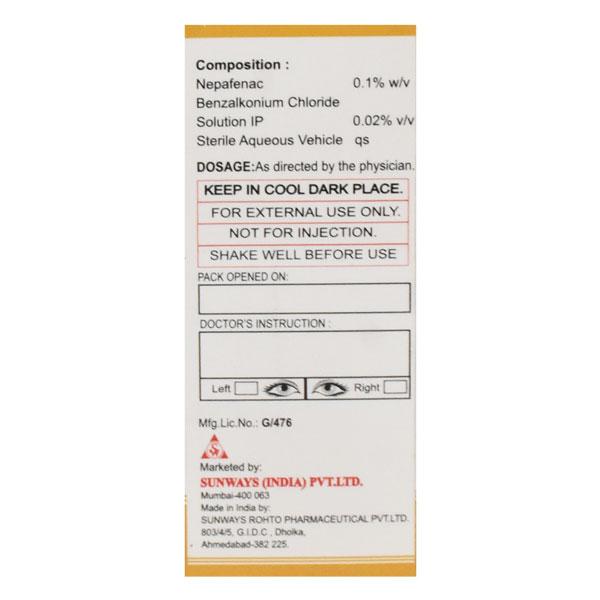 Composition :
Nepafenac 0.1% w/v
Benzalkonium Chloride
Solution IP 0.02% v/v
Sterile Aqueous Vehicle qs
DOSAGE:As directed by the physician.
KEEP IN COOL DARK PLACE.
FOR EXTERNAL USE ONLY.
NOT FOR INJECTION.
SHAKE WELL BEFORE USE
PACK OPENED ON:
DOCTOR'S INSTRUCTION :
Left Right
Mfg.Lic.No.: G/476
Marketed by:
SUNWAYS (INDIA) PVT.LTD.
Mumbai-400 063
Made in India by:
SUNWAYS ROHTO PHARMACEUTICAL PVT.LTD.
803/4/5, G.I.D.C , Dholka,
Ahmedabad-382 225.